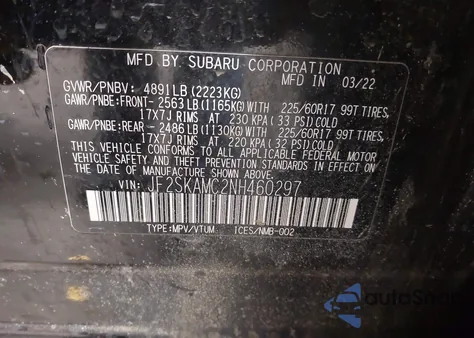 MFD BY SUBARU CORPORATION
MFD IN 03/22
GVWR/PNBV: 4891LB (2223KG)
GAWR/PNBE:FRONT- 2563LB(1165KG)WITH 225/60R17 99T TIRES,
17X7J RIMS AT 230 KPA(33 PSI)COLD
GAWR/PNBE:REAR- 2486LB(1130KG)WITH 225/60R17 99T TIRES,
17X7J RIMS AT 220 KPA(32 PSI)COLD
THIS VEHICLE CONFORMS TO ALL APPLICABLE FEDERAL MOTOR
VEHICLE SAFETY AND THEFT PREVENTION STANDARDS IN EFFECT
ON THE DATE OF MANUFACTURE SHOWN ABOVE.
VIN: JF2SKAMC2NH460297
TYPE:MPV/VTUM ICES/NMB-002